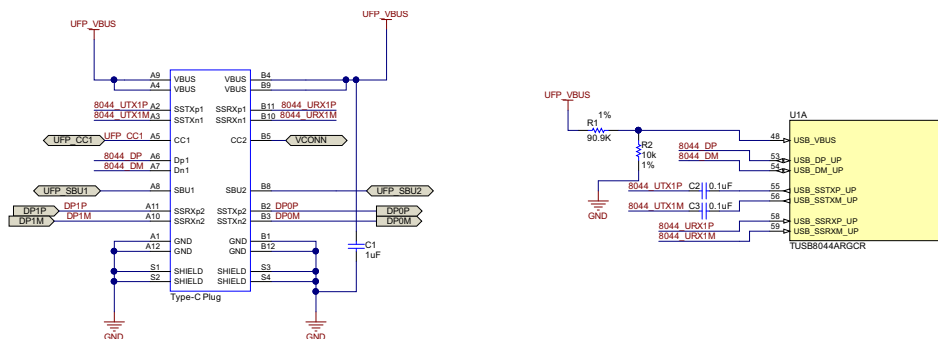 UFP_VBUS
UFP_VBUS
A9 VBUS VBUS B4
A4 VBUS VBUS B9
8044_UTX1P A2 SSTXp1 SSRXp1 B11 8044_URX1P
8044_UTX1M A3 SSTXn1 SSRXn1 B10 8044_URX1M
UFP_CC1 UFP_CC1 A5 CC1 CC2 B5 VCONN
8044_DP A6 Dp1
8044_DM A7 Dn1
UFP_SBU1 A8 SBU1 SBU2 B8 UFP_SBU2
DP1P DP1P A11 SSRXp2 SSTXp2 B2 DP0P DP0P
DP1M DP1M A10 SSRXn2 SSTXn2 B3 DP0M DP0M
A1 GND GND B1
A12 GND GND B12
C1
1uF
S1 SHIELD SHIELD S3
S2 SHIELD SHIELD S4
Type-C Plug
GND
GND
UFP_VBUS
1%
R1
90.9K
R2
10k
1%
GND
U1A
48 USB_VBUS
8044_DP 53 USB_DP_UP
8044_DM 54 USB_DM_UP
8044_UTX1P C2 0.1uF 55 USB_SSTXP_UP
8044_UTX1M C3 0.1uF 56 USB_SSTXM_UP
8044_URX1P 58 USB_SSRXP_UP
8044_URX1M 59 USB_SSRXM_UP
TUSB8044ARGCR